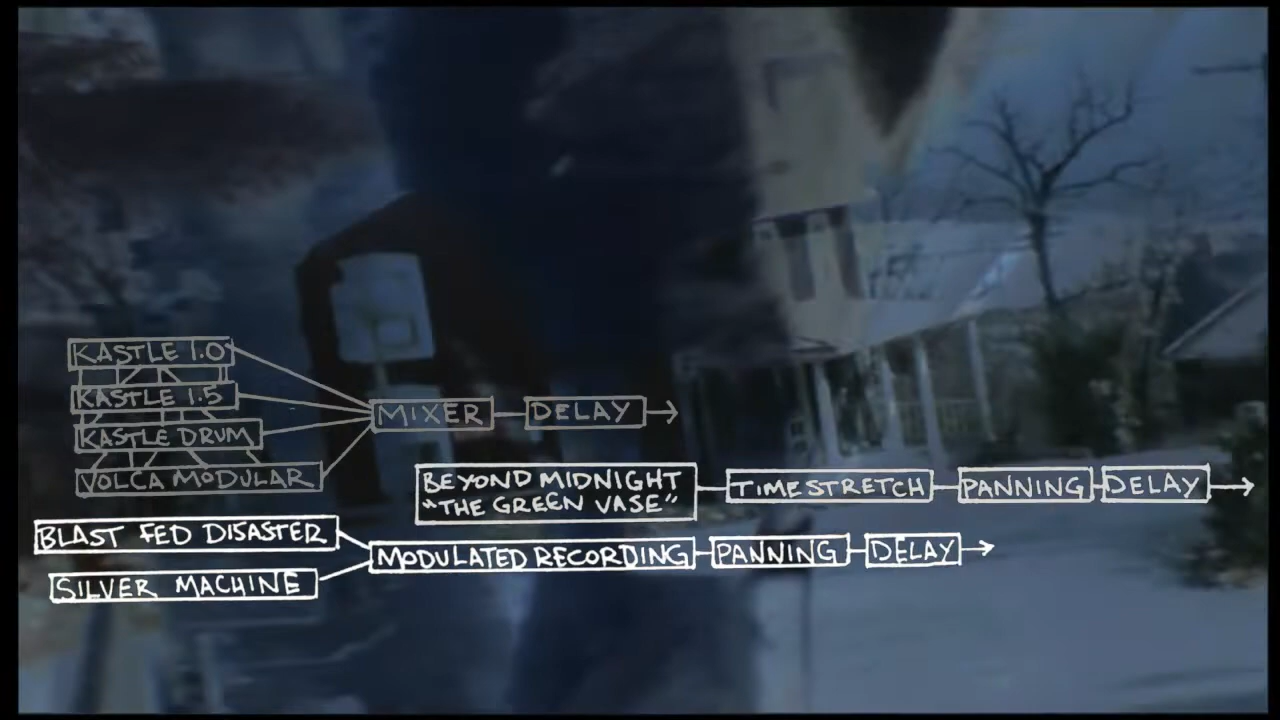 KASTLE 1.0
KASTLE 1.5
KASTLE DRUM
VOLCA MODULAR
MIXER
DELAY
BEYOND MIDNIGHT
"THE GREEN VASE"
TIMESTRETCH
PANNING
DELAY
BLAST FED DISASTER
SILVER MACHINE
MODULATED RECORDING
PANNING
DELAY